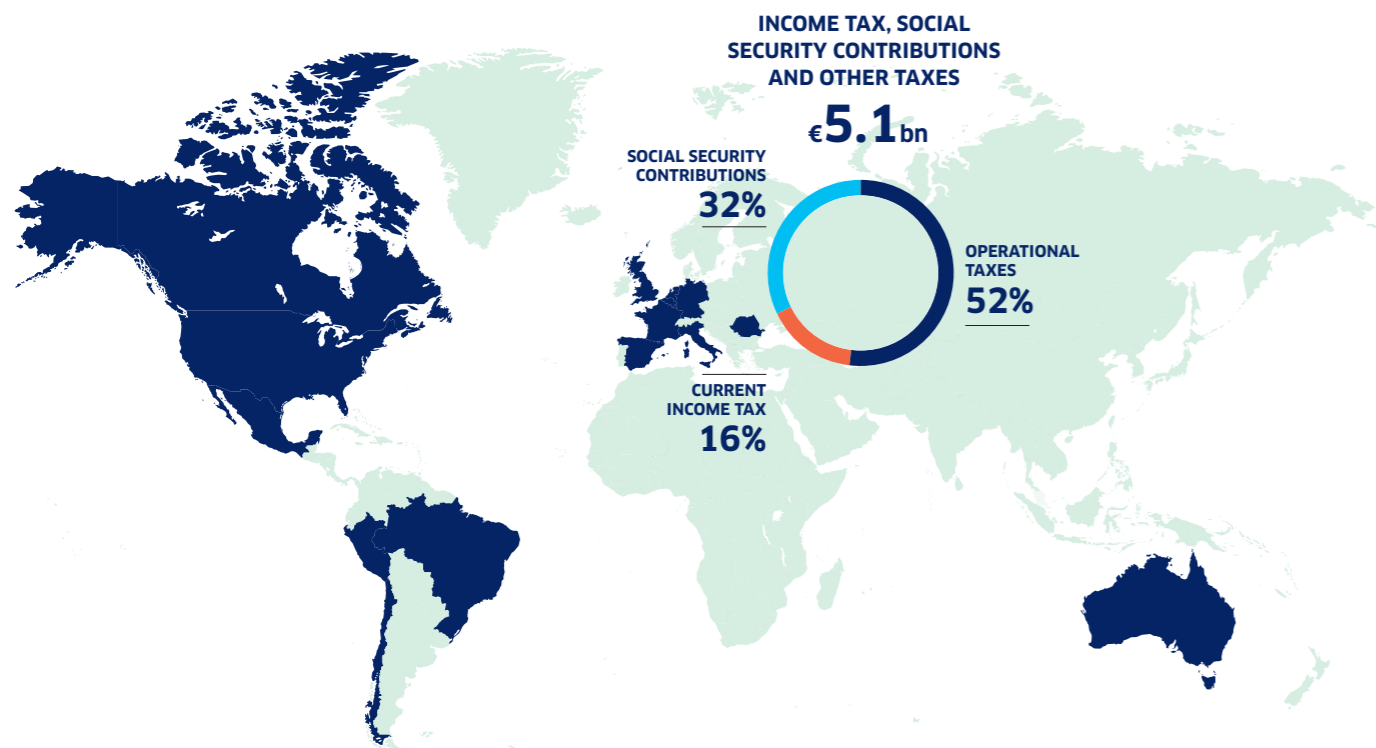 INCOME TAX, SOCIAL
SECURITY CONTRIBUTIONS
AND OTHER TAXES
€5.1bn
SOCIAL SECURITY
CONTRIBUTIONS
32%
OPERATIONAL
TAXES
52%
CURRENT
INCOME TAX
16%